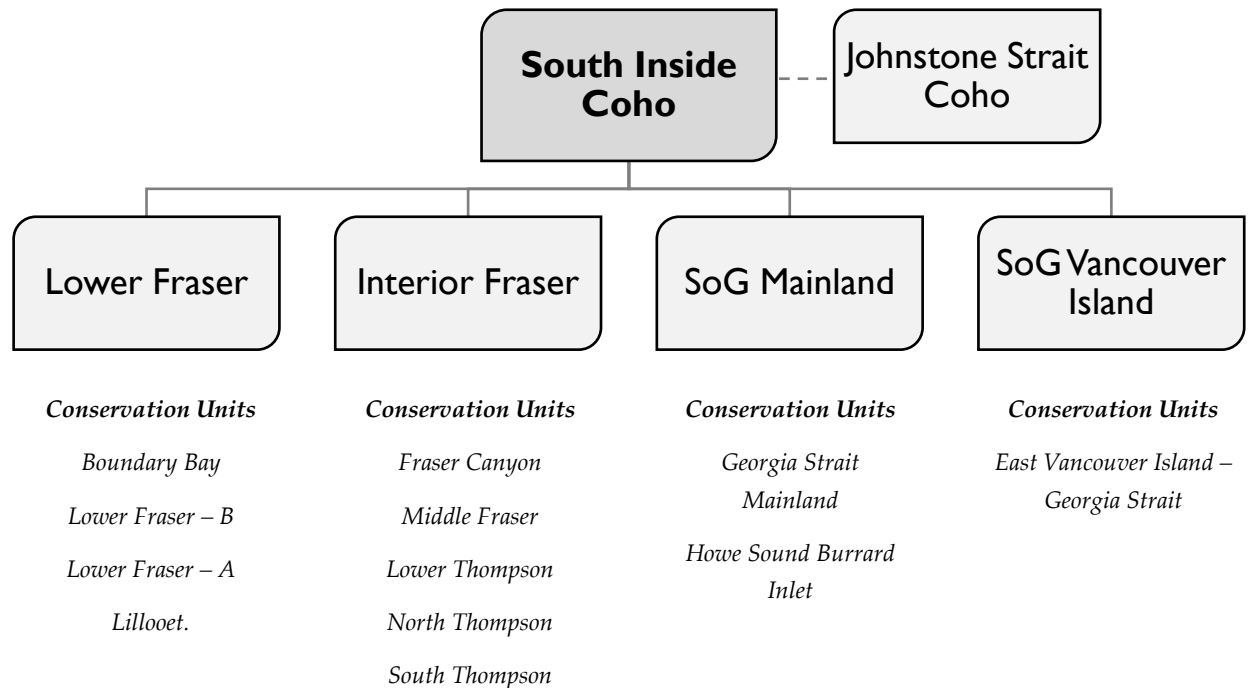 South Inside
Coho
Johnstone Strait
Coho
Lower Fraser
Interior Fraser
SoG Mainland
SoG Vancouver
Island
Conservation Units
Boundary Bay
Lower Fraser – B
Lower Fraser – A
Lillooet.
Conservation Units
Fraser Canyon
Middle Fraser
Lower Thompson
North Thompson
South Thompson
Conservation Units
Georgia Strait
Mainland
Howe Sound Burrard
Inlet
Conservation Units
East Vancouver Island –
Georgia Strait